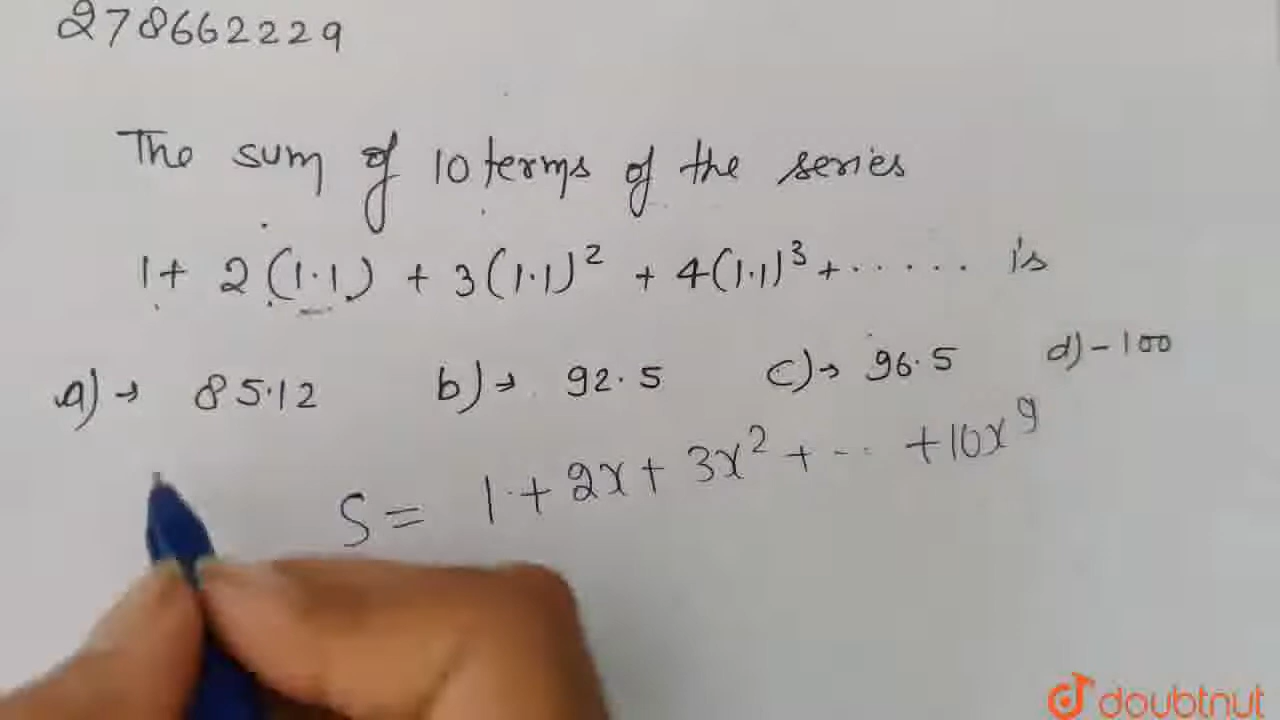 278662229
The sum of 10 terms of the series
1+ 2(1.1) + 3(1.1)² + 4(1.1)³ +...... is
a)→ 85.12 b)→ 92.5 c)→ 96.5 d)-100
S = 1 + 2x + 3x² + ... + 10x⁹
doubtnut